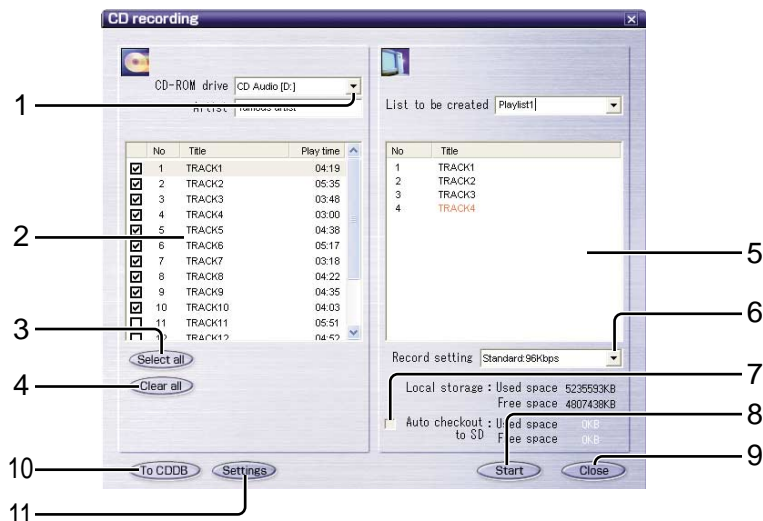 CD recording
CD-ROM drive CD Audio [D:]
Artist famous artist
No Title Play time
1 TRACK1 04:19
2 TRACK2 05:35
3 TRACK3 03:48
4 TRACK4 03:00
5 TRACK5 04:38
6 TRACK6 05:17
7 TRACK7 03:18
8 TRACK8 04:22
9 TRACK9 04:35
10 TRACK10 04:03
11 TRACK11 05:51
12 TRACK12 04:52
Select all
Clear all
To CDDB Settings
List to be created Playlist1
No Title
1 TRACK1
2 TRACK2
3 TRACK3
4 TRACK4
Record setting Standard:96Kbps
Local storage : Used space 5235593KB
Free space 4807438KB
Auto checkout : Used space 0KB
to SD Free space 0KB
Start Close
1
2
3
4
10
11
5
6
7
8
9